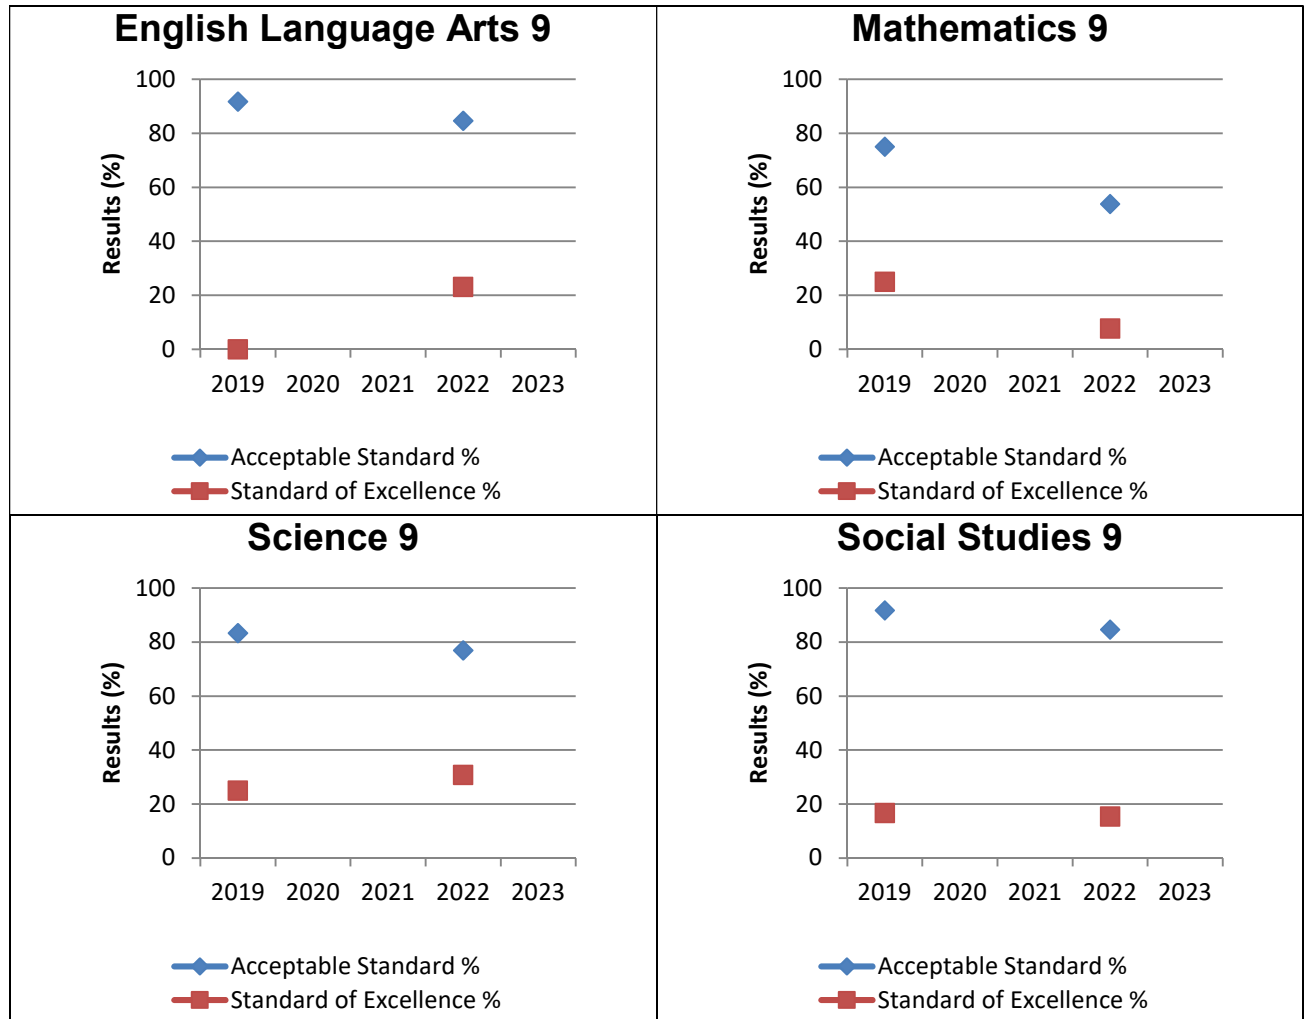 English Language Arts 9
100
80
60
40
20
0
Results (%)
2019 2020 2021 2022 2023
Acceptable Standard %
Standard of Excellence %
Mathematics 9
100
80
60
40
20
0
Results (%)
2019 2020 2021 2022 2023
Acceptable Standard %
Standard of Excellence %
Science 9
100
80
60
40
20
0
Results (%)
2019 2020 2021 2022 2023
Acceptable Standard %
Standard of Excellence %
Social Studies 9
100
80
60
40
20
0
Results (%)
2019 2020 2021 2022 2023
Acceptable Standard %
Standard of Excellence %